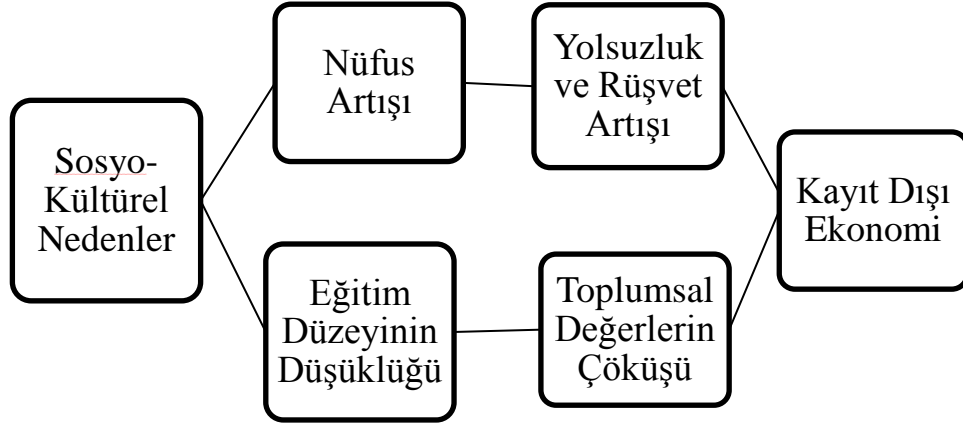 Sosyo-
Kültürel
Nedenler
Nüfus
Artışı
Yolsuzluk
ve Rüşvet
Artışı
Eğitim
Düzeyinin
Düşüklüğü
Toplumsal
Değerlerin
Çöküşü
Kayıt Dışı
Ekonomi